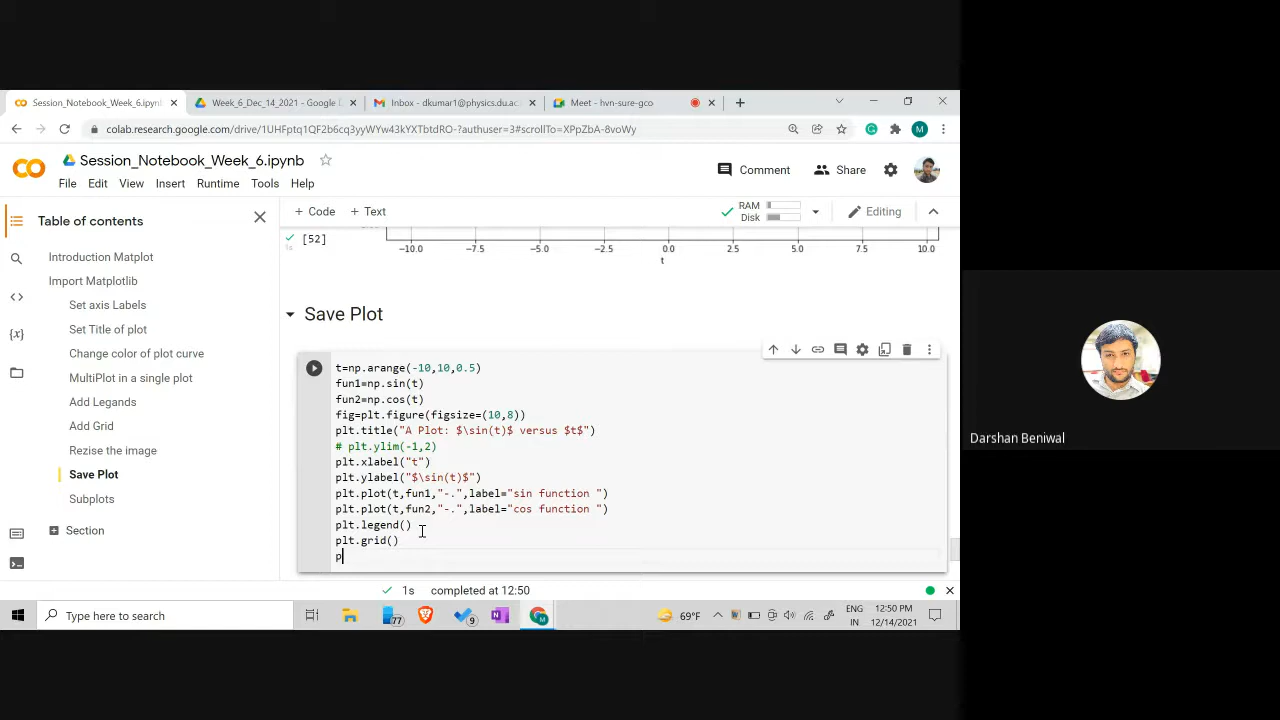 Session_Notebook_Week_6.ipynb
Week_6_Dec_14_2021 - Google D
Inbox - dkumar1@physics.du.ac
Meet - hvn-sure-gco
colab.research.google.com/drive/1UHFptq1QF2b6cq3yyWYw43kYXTbtdRO-?authuser=3#scrollTo=XPpZbA-8voWy
M
Session_Notebook_Week_6.ipynb
Comment
Share
File Edit View Insert Runtime Tools Help
Table of contents
+ Code + Text
RAM
Disk
Editing
Introduction Matplot
Import Matplotlib
Set axis Labels
Set Title of plot
Change color of plot curve
MultiPlot in a single plot
Add Legands
Add Grid
Rezise the image
Save Plot
Subplots
Section
[52]
1s
-10.0 -7.5 -5.0 -2.5 0.0 2.5 5.0 7.5 10.0
t
Save Plot
t=np.arange(-10,10,0.5)
fun1=np.sin(t)
fun2=np.cos(t)
fig=plt.figure(figsize=(10,8))
plt.title("A Plot: $\sin(t)$ versus $t$")
# plt.ylim(-1,2)
plt.xlabel("t")
plt.ylabel("$\sin(t)$")
plt.plot(t,fun1,"-.",label="sin function ")
plt.plot(t,fun2,"-.",label="cos function ")
plt.legend()
plt.grid()
p
1s completed at 12:50
Type here to search
77
9
M
69°F
ENG
IN
12:50 PM
12/14/2021
Darshan Beniwal